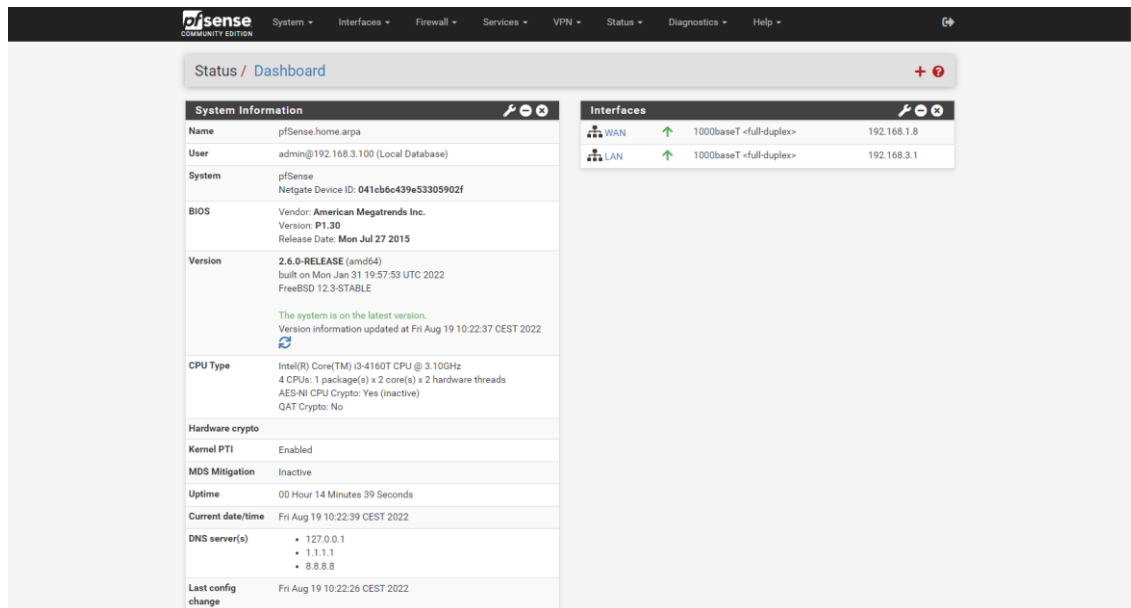 pfsense
COMMUNITY EDITION
System Interfaces Firewall Services VPN Status Diagnostics Help
Status / Dashboard
System Information
Name pfSense.home.arpa
User admin@192.168.3.100 (Local Database)
System pfSense
Netgate Device ID: 041cb6c439e53305902f
BIOS Vendor: American Megatrends Inc.
Version: P1.30
Release Date: Mon Jul 27 2015
Version 2.6.0-RELEASE (amd64)
built on Mon Jan 31 19:57:53 UTC 2022
FreeBSD 12.3-STABLE
The system is on the latest version.
Version information updated at Fri Aug 19 10:22:37 CEST 2022
CPU Type Intel(R) Core(TM) i3-4160T CPU @ 3.10GHz
4 CPUs: 1 package(s) x 2 core(s) x 2 hardware threads
AES-NI CPU Crypto: Yes (inactive)
QAT Crypto: No
Hardware crypto
Kernel PTI Enabled
MDS Mitigation Inactive
Uptime 00 Hour 14 Minutes 39 Seconds
Current date/time Fri Aug 19 10:22:39 CEST 2022
DNS server(s) • 127.0.0.1
• 1.1.1.1
• 8.8.8.8
Last config change Fri Aug 19 10:22:26 CEST 2022
Interfaces
WAN 1000baseT <full-duplex> 192.168.1.8
LAN 1000baseT <full-duplex> 192.168.3.1